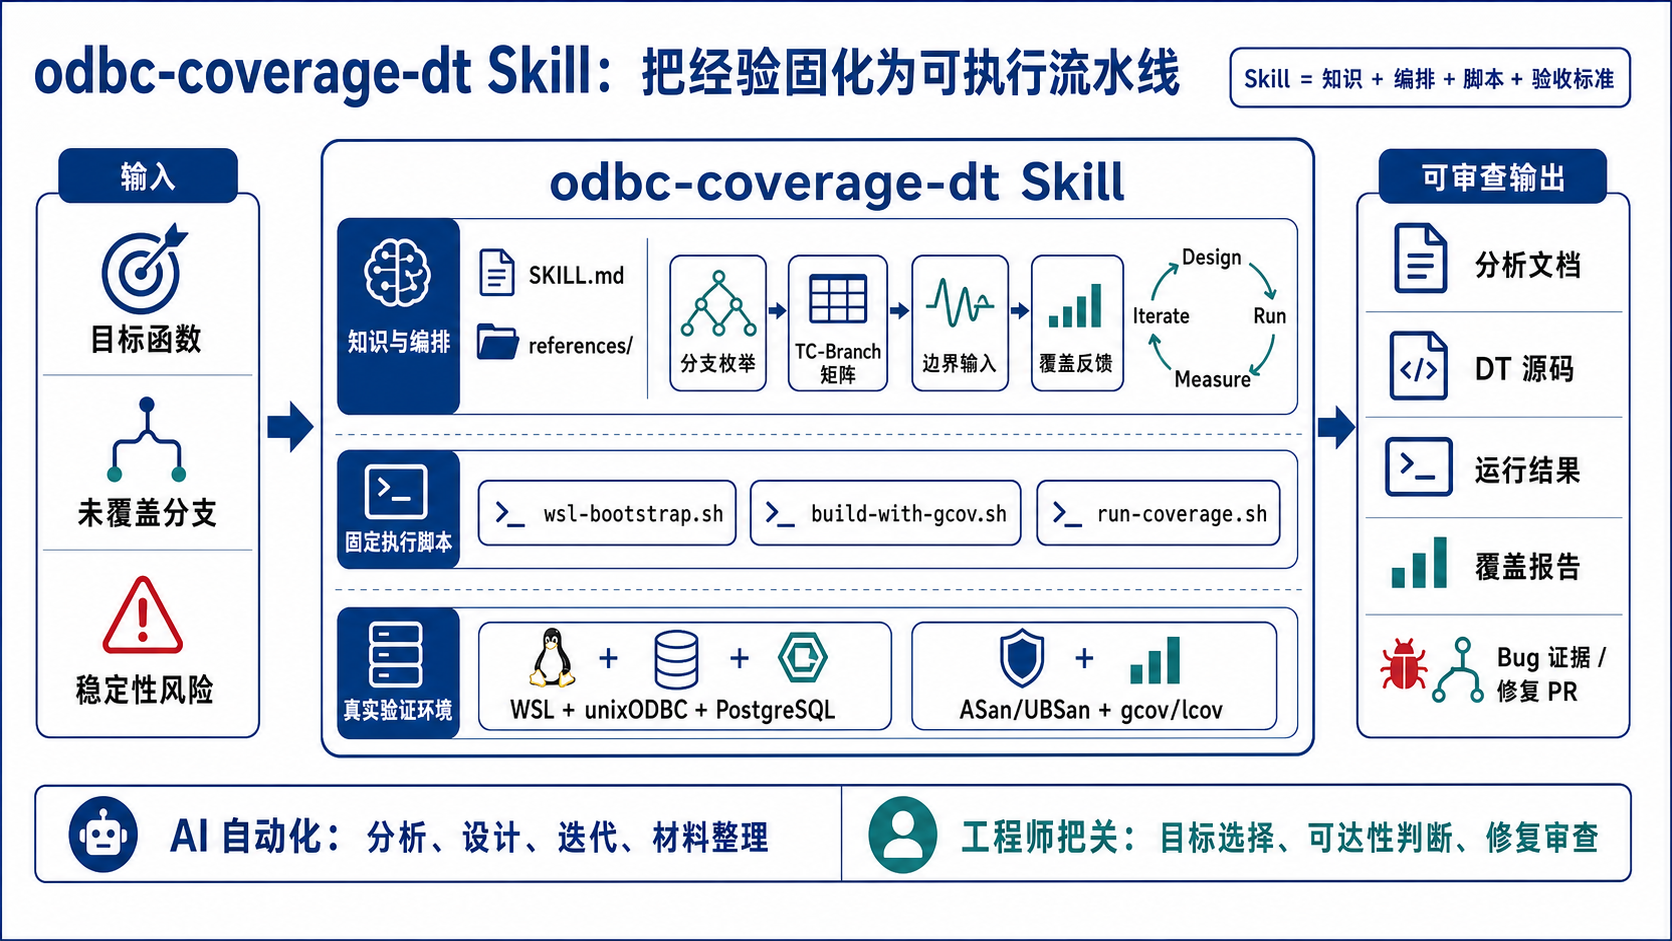 odbc-coverage-dt Skill：把经验固化为可执行流水线
Skill = 知识 + 编排 + 脚本 + 验收标准
输入
目标函数
未覆盖分支
稳定性风险
odbc-coverage-dt Skill
知识与编排
SKILL.md
references/
分支枚举
TC-Branch
矩阵
边界输入
覆盖反馈
Design
Run
Measure
Iterate
固定执行脚本
wsl-bootstrap.sh
build-with-gcov.sh
run-coverage.sh
真实验证环境
WSL + unixODBC + PostgreSQL
ASan/UBSan + gcov/lcov
可审查输出
分析文档
DT 源码
运行结果
覆盖报告
Bug 证据 /
修复 PR
AI 自动化：分析、设计、迭代、材料整理
工程师把关：目标选择、可达性判断、修复审查